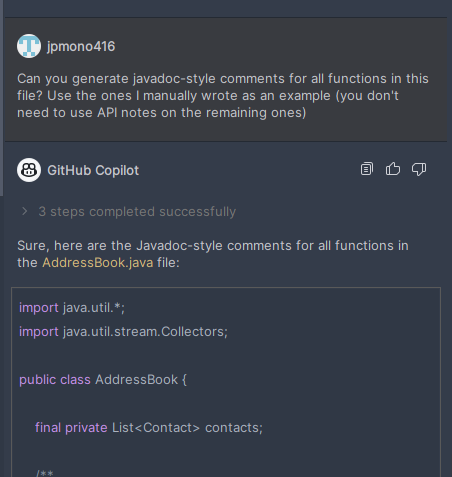 jpmono416
Can you generate javadoc-style comments for all functions in this
file? Use the ones I manually wrote as an example (you don't
need to use API notes on the remaining ones)
GitHub Copilot
3 steps completed successfully
Sure, here are the Javadoc-style comments for all functions in
the AddressBook.java file:
import java.util.*;
import java.util.stream.Collectors;
public class AddressBook {
final private List<Contact> contacts;
/**